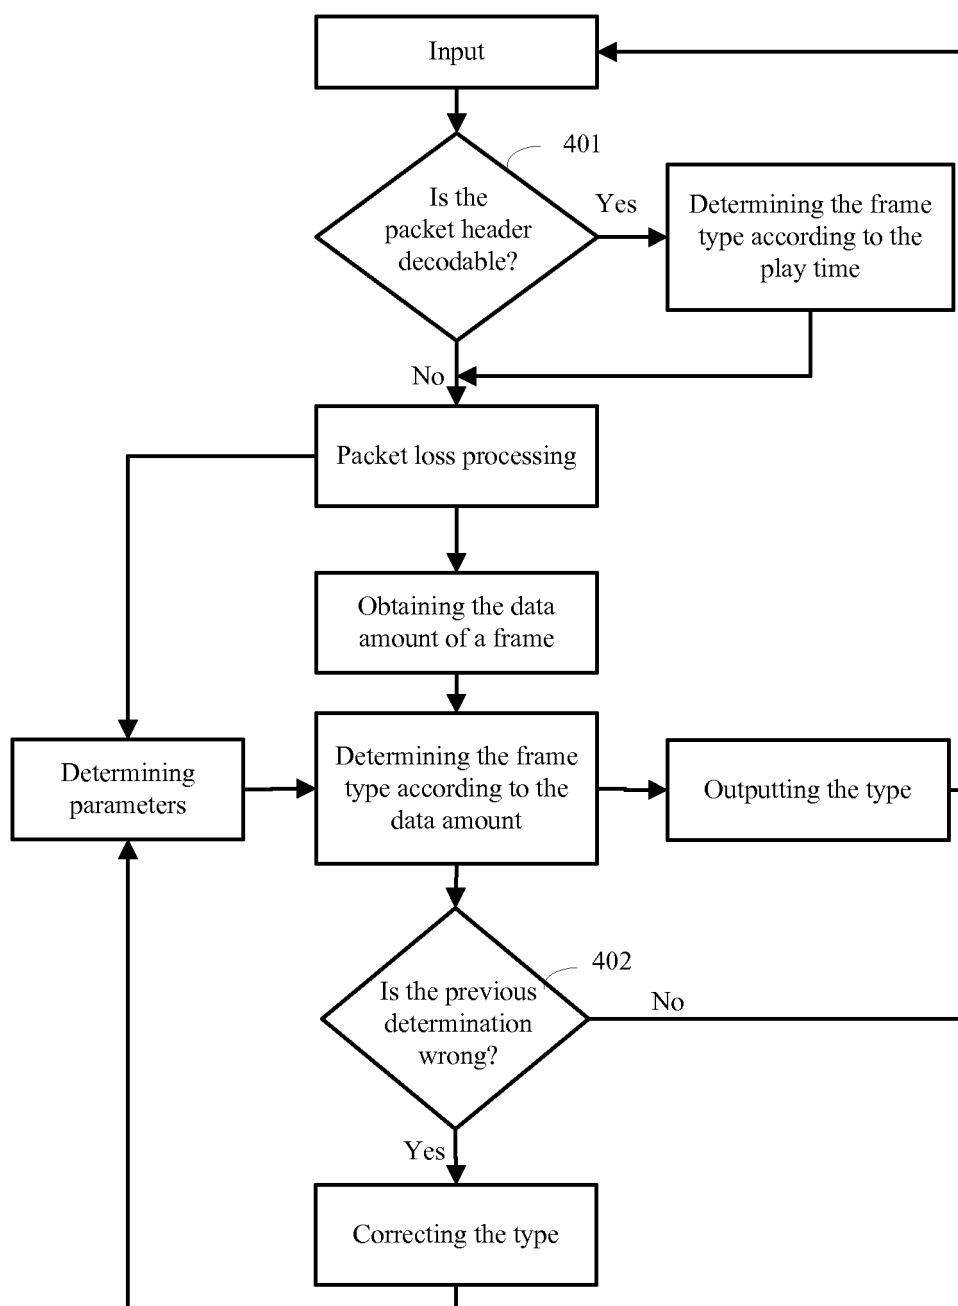 Input
401
Is the
packet header
decodable?
Yes
Determining the frame
type according to the
play time
No
Packet loss processing
Obtaining the data
amount of a frame
Determining
parameters
Determining the frame
type according to the
data amount
Outputting the type
402
Is the previous
determination
wrong?
No
Yes
Correcting the type